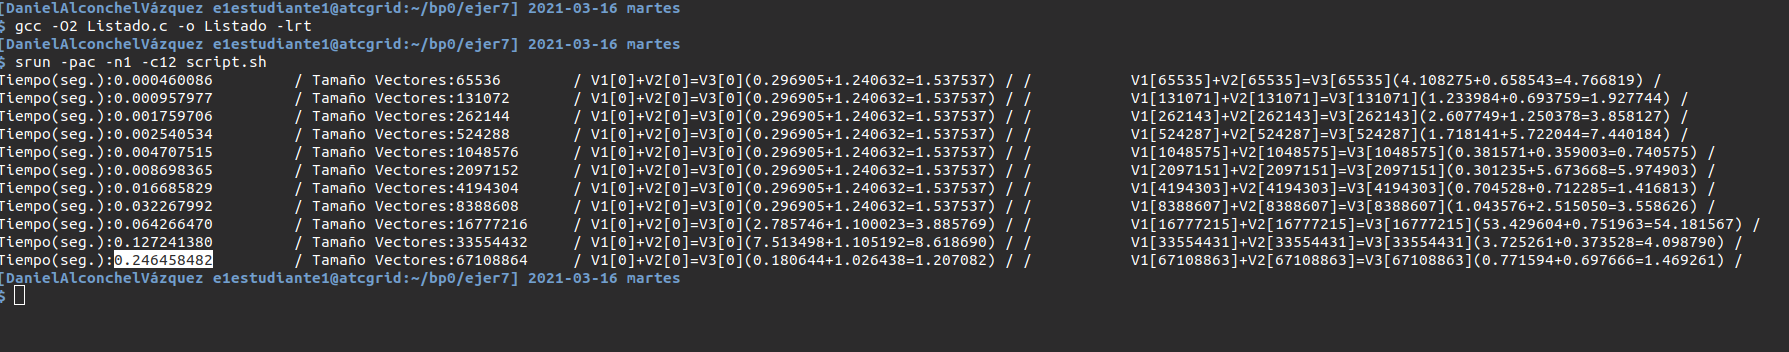 [DanielAlconchelVázquez e1estudiante1@atcgrid:~/bp0/ejer7] 2021-03-16 martes
$ gcc -O2 Listado.c -o Listado -lrt
[DanielAlconchelVázquez e1estudiante1@atcgrid:~/bp0/ejer7] 2021-03-16 martes
$ srun -pac -n1 -c12 script.sh
Tiempo(seg.):0.000460086 / Tamaño Vectores:65536 / V1[0]+V2[0]=V3[0](0.296905+1.240632=1.537537) / / V1[65535]+V2[65535]=V3[65535](4.108275+0.658543=4.766819) /
Tiempo(seg.):0.000957977 / Tamaño Vectores:131072 / V1[0]+V2[0]=V3[0](0.296905+1.240632=1.537537) / / V1[131071]+V2[131071]=V3[131071](1.233984+0.693759=1.927744) /
Tiempo(seg.):0.001759706 / Tamaño Vectores:262144 / V1[0]+V2[0]=V3[0](0.296905+1.240632=1.537537) / / V1[262143]+V2[262143]=V3[262143](2.607749+1.250378=3.858127) /
Tiempo(seg.):0.002540534 / Tamaño Vectores:524288 / V1[0]+V2[0]=V3[0](0.296905+1.240632=1.537537) / / V1[524287]+V2[524287]=V3[524287](1.718141+5.722044=7.440184) /
Tiempo(seg.):0.004707515 / Tamaño Vectores:1048576 / V1[0]+V2[0]=V3[0](0.296905+1.240632=1.537537) / / V1[1048575]+V2[1048575]=V3[1048575](0.381571+0.359003=0.740575) /
Tiempo(seg.):0.008698365 / Tamaño Vectores:2097152 / V1[0]+V2[0]=V3[0](0.296905+1.240632=1.537537) / / V1[2097151]+V2[2097151]=V3[2097151](0.301235+5.673668=5.974903) /
Tiempo(seg.):0.016685829 / Tamaño Vectores:4194304 / V1[0]+V2[0]=V3[0](0.296905+1.240632=1.537537) / / V1[4194303]+V2[4194303]=V3[4194303](0.704528+0.712285=1.416813) /
Tiempo(seg.):0.032267992 / Tamaño Vectores:8388608 / V1[0]+V2[0]=V3[0](0.296905+1.240632=1.537537) / / V1[8388607]+V2[8388607]=V3[8388607](1.043576+2.515050=3.558626) /
Tiempo(seg.):0.064266470 / Tamaño Vectores:16777216 / V1[0]+V2[0]=V3[0](2.785746+1.100023=3.885769) / / V1[16777215]+V2[16777215]=V3[16777215](53.429604+0.751963=54.181567) /
Tiempo(seg.):0.127241380 / Tamaño Vectores:33554432 / V1[0]+V2[0]=V3[0](7.513498+1.105192=8.618690) / / V1[33554431]+V2[33554431]=V3[33554431](3.725261+0.373528=4.098790) /
Tiempo(seg.):0.246458482 / Tamaño Vectores:67108864 / V1[0]+V2[0]=V3[0](0.180644+1.026438=1.207082) / / V1[67108863]+V2[67108863]=V3[67108863](0.771594+0.697666=1.469261) /
[DanielAlconchelVázquez e1estudiante1@atcgrid:~/bp0/ejer7] 2021-03-16 martes
$